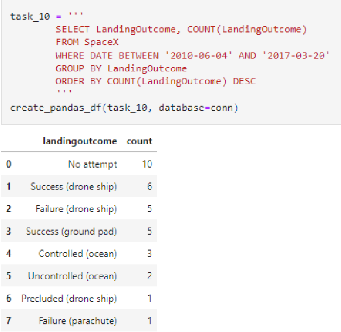 task_10 = '''
SELECT LandingOutcome, COUNT(LandingOutcome)
FROM SpaceX
WHERE DATE BETWEEN '2010-06-04' AND '2017-03-20'
GROUP BY LandingOutcome
ORDER BY COUNT(LandingOutcome) DESC
'''
create_pandas_df(task_10, database=conn)
landingoutcome count
0 No attempt 10
1 Success (drone ship) 6
2 Failure (drone ship) 5
3 Success (ground pad) 5
4 Controlled (ocean) 3
5 Uncontrolled (ocean) 2
6 Precluded (drone ship) 1
7 Failure (parachute) 1